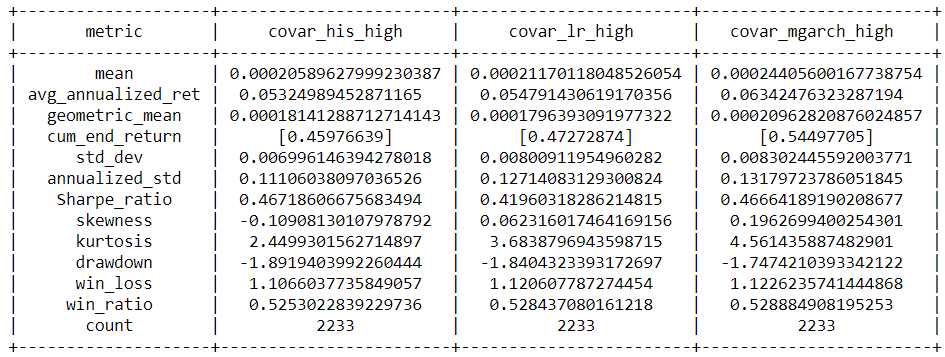 +--------------------+-----------------------+-----------------------+-----------------------+
| metric | covar_his_high | covar_lr_high | covar_mgarch_high |
+--------------------+-----------------------+-----------------------+-----------------------+
| mean | 0.00020589627999230387 | 0.00021170118048526054 | 0.00024405600167738754 |
| avg_annualized_ret | 0.05324989452871165 | 0.054791430619170356 | 0.06342476323287194 |
| geometric_mean | 0.00018141288712714143 | 0.0001796393091977322 | 0.00020962820876024857 |
| cum_end_return | [0.45976639] | [0.47272874] | [0.54497705] |
| std_dev | 0.006996146394278018 | 0.00800911954960282 | 0.008302445592003771 |
| annualized_std | 0.11106038097036526 | 0.12714083129300824 | 0.13179723786051845 |
| Sharpe_ratio | 0.46718606675683494 | 0.41960318286214815 | 0.46664189190208677 |
| skewness | -0.10908130107978792 | 0.062316017464169156 | 0.1962699400254301 |
| kurtosis | 2.4499301562714897 | 3.6838796943598715 | 4.561435887482901 |
| drawdown | -1.8919403992260444 | -1.8404323393172697 | -1.7474210393342122 |
| win_loss | 1.1066037735849057 | 1.120607787274454 | 1.1226235741444868 |
| win_ratio | 0.5253022839229736 | 0.528437080161218 | 0.528884908195253 |
| count | 2233 | 2233 | 2233 |
+--------------------+-----------------------+-----------------------+-----------------------+